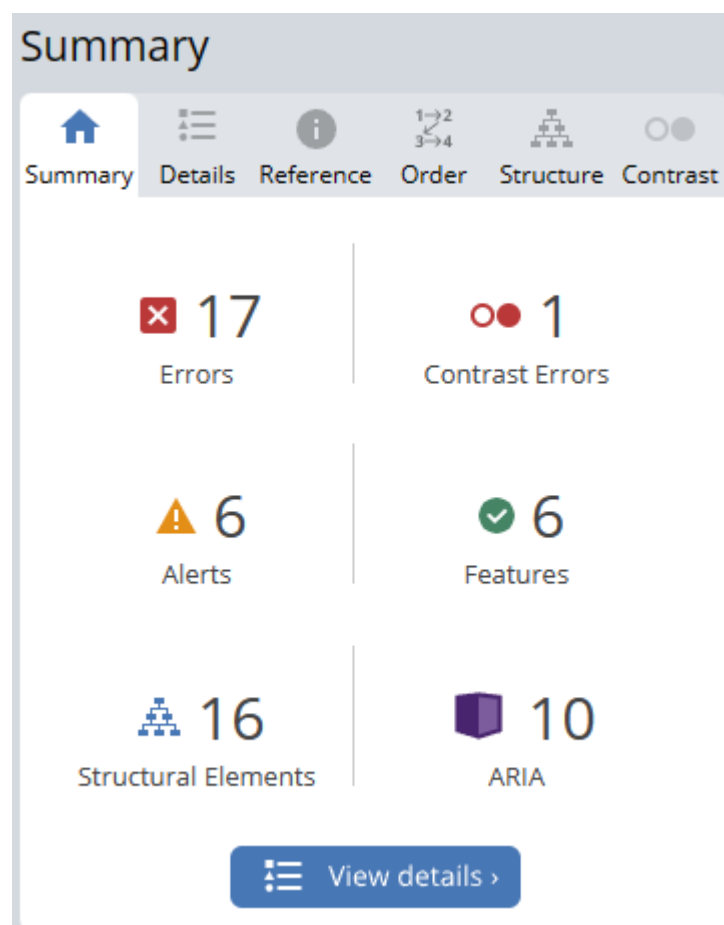 Summary
Summary Details Reference Order Structure Contrast
1→2
3→4
17 1
Errors Contrast Errors
6 6
Alerts Features
16 10
Structural Elements ARIA
View details ›